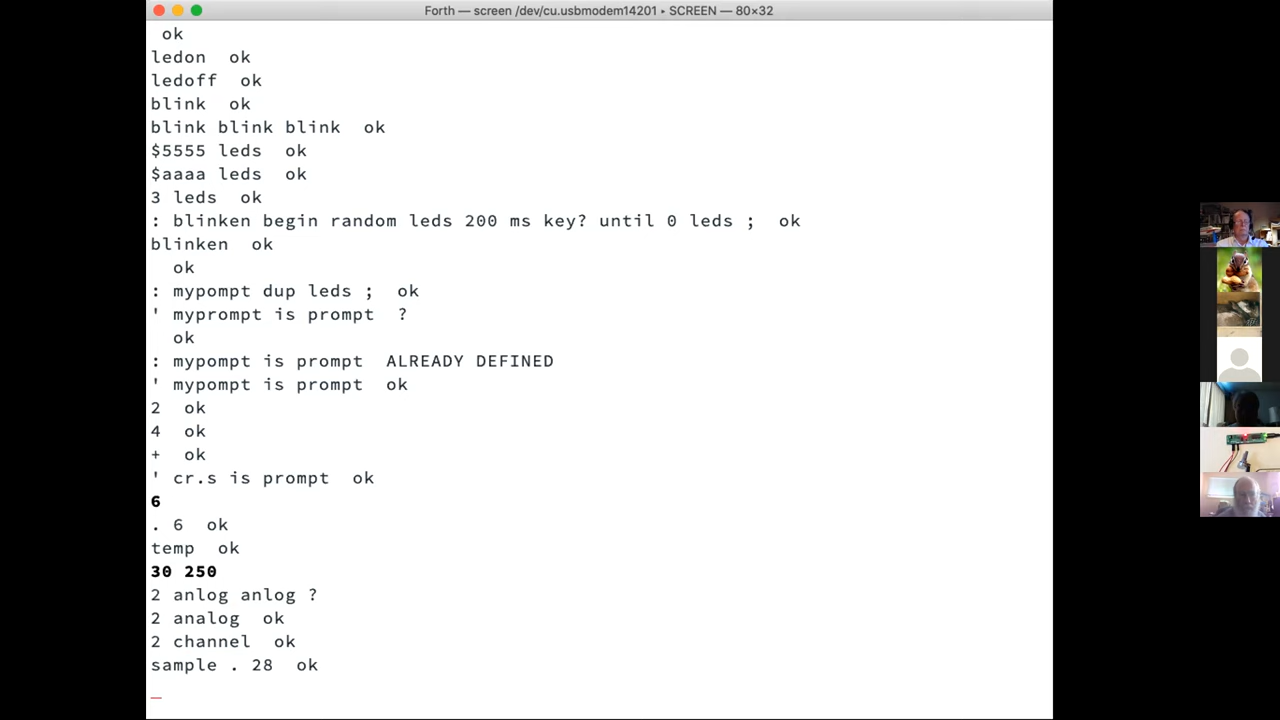 Forth — screen /dev/cu.usbmodem14201 ▸ SCREEN — 80×32
ok
ledon ok
ledoff ok
blink ok
blink blink blink ok
$5555 leds ok
$aaaa leds ok
3 leds ok
: blinken begin random leds 200 ms key? until 0 leds ; ok
blinken ok
ok
: mypompt dup leds ; ok
' myprompt is prompt ?
ok
: mypompt is prompt ALREADY DEFINED
' mypompt is prompt ok
2 ok
4 ok
+ ok
' cr.s is prompt ok
6
. 6 ok
temp ok
30 250
2 anlog anlog ?
2 analog ok
2 channel ok
sample . 28 ok